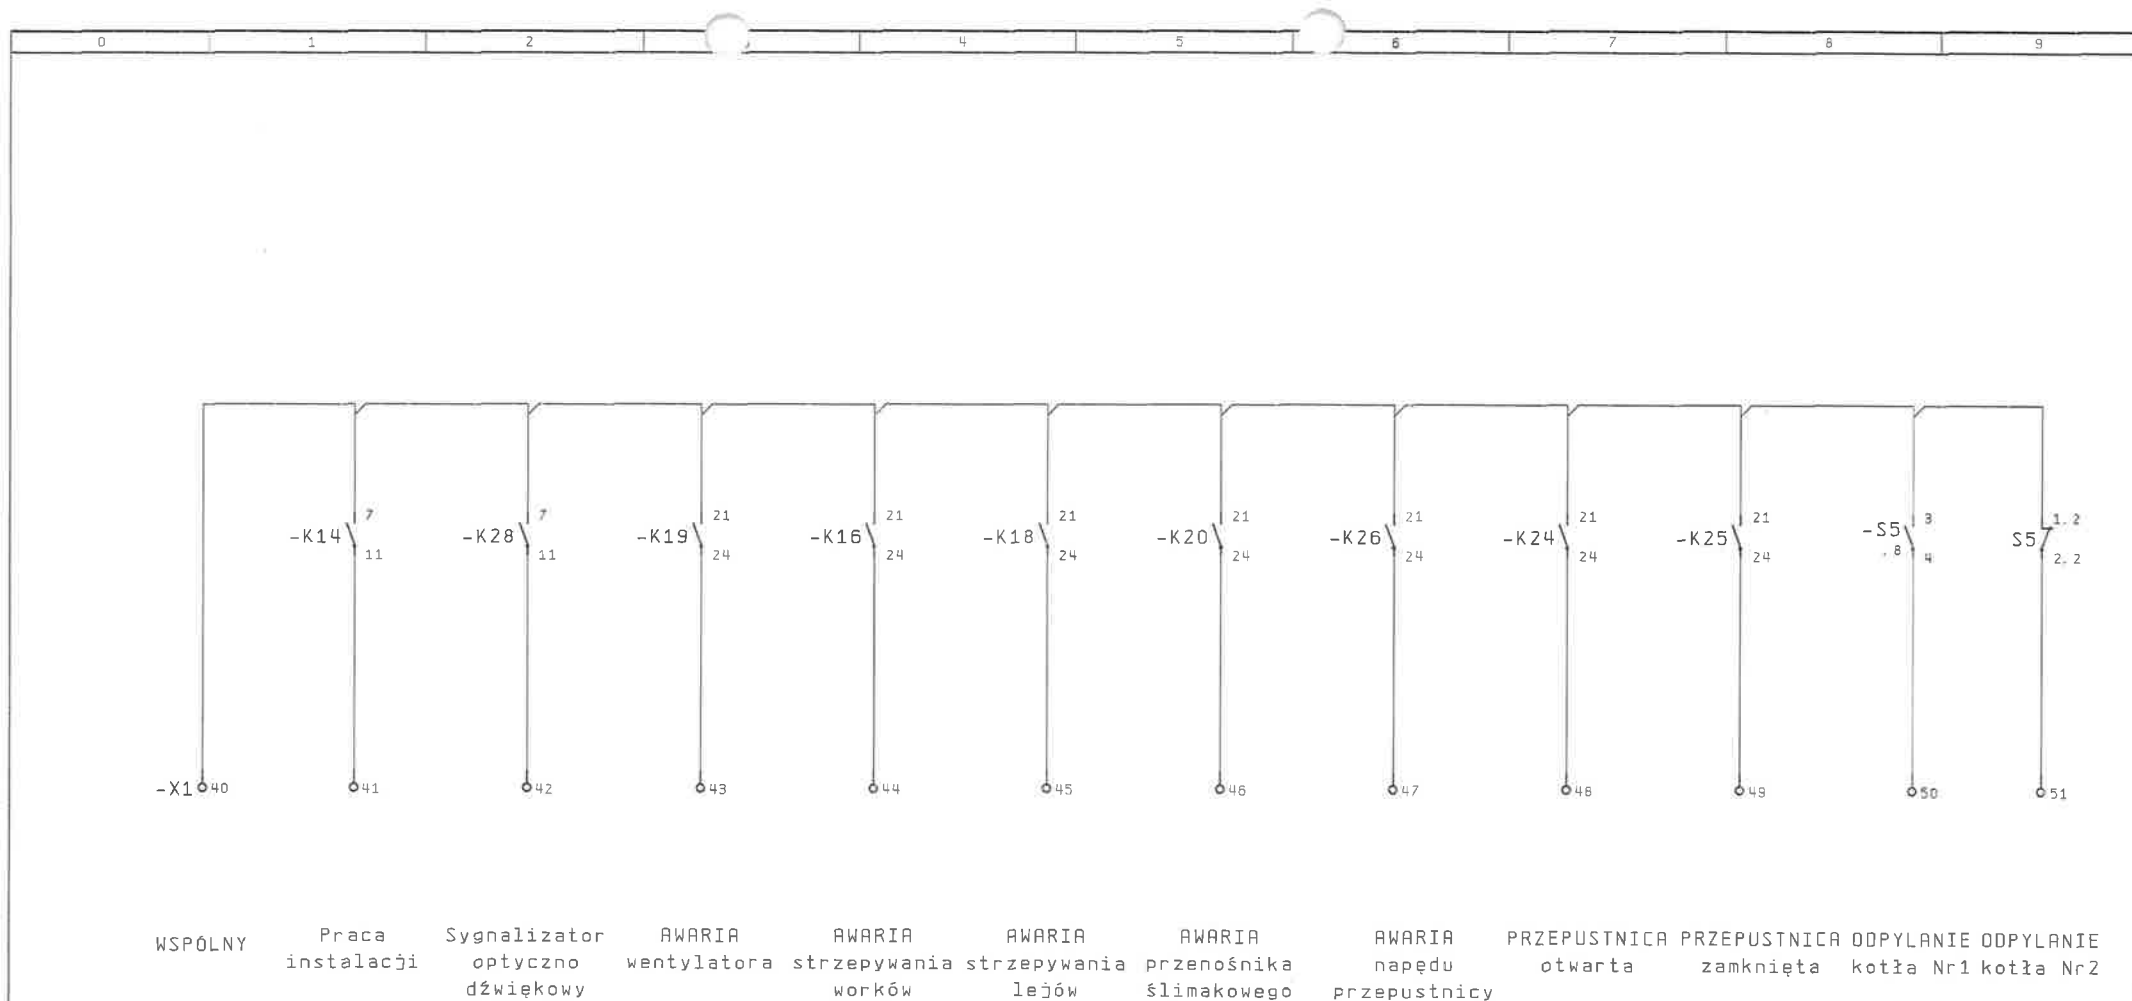 0 1 2 4 5 6 7 8 9
7 7 21 21 21 21 21 21 21 3 1.2
-K14 -K28 -K19 -K16 -K18 -K20 -K26 -K24 -K25 -S5 S5
11 11 24 24 24 24 24 24 24 .8 4 2.2
-X1 40 41 42 43 44 45 46 47 48 49 50 51
WSPÓLNY
Praca
instalacji
Sygnalizator
optyczno
dźwiękowy
AWARIA
wentylatora
AWARIA
strzepywania
worków
AWARIA
strzepywania
lejów
AWARIA
przenośnika
ślimakowego
AWARIA
napędu
przepustnicy
PRZEPUSTNICA
otwarta
PRZEPUSTNICA
zamknięta
ODPYLANIE
kotła Nr1
ODPYLANIE
kotła Nr2